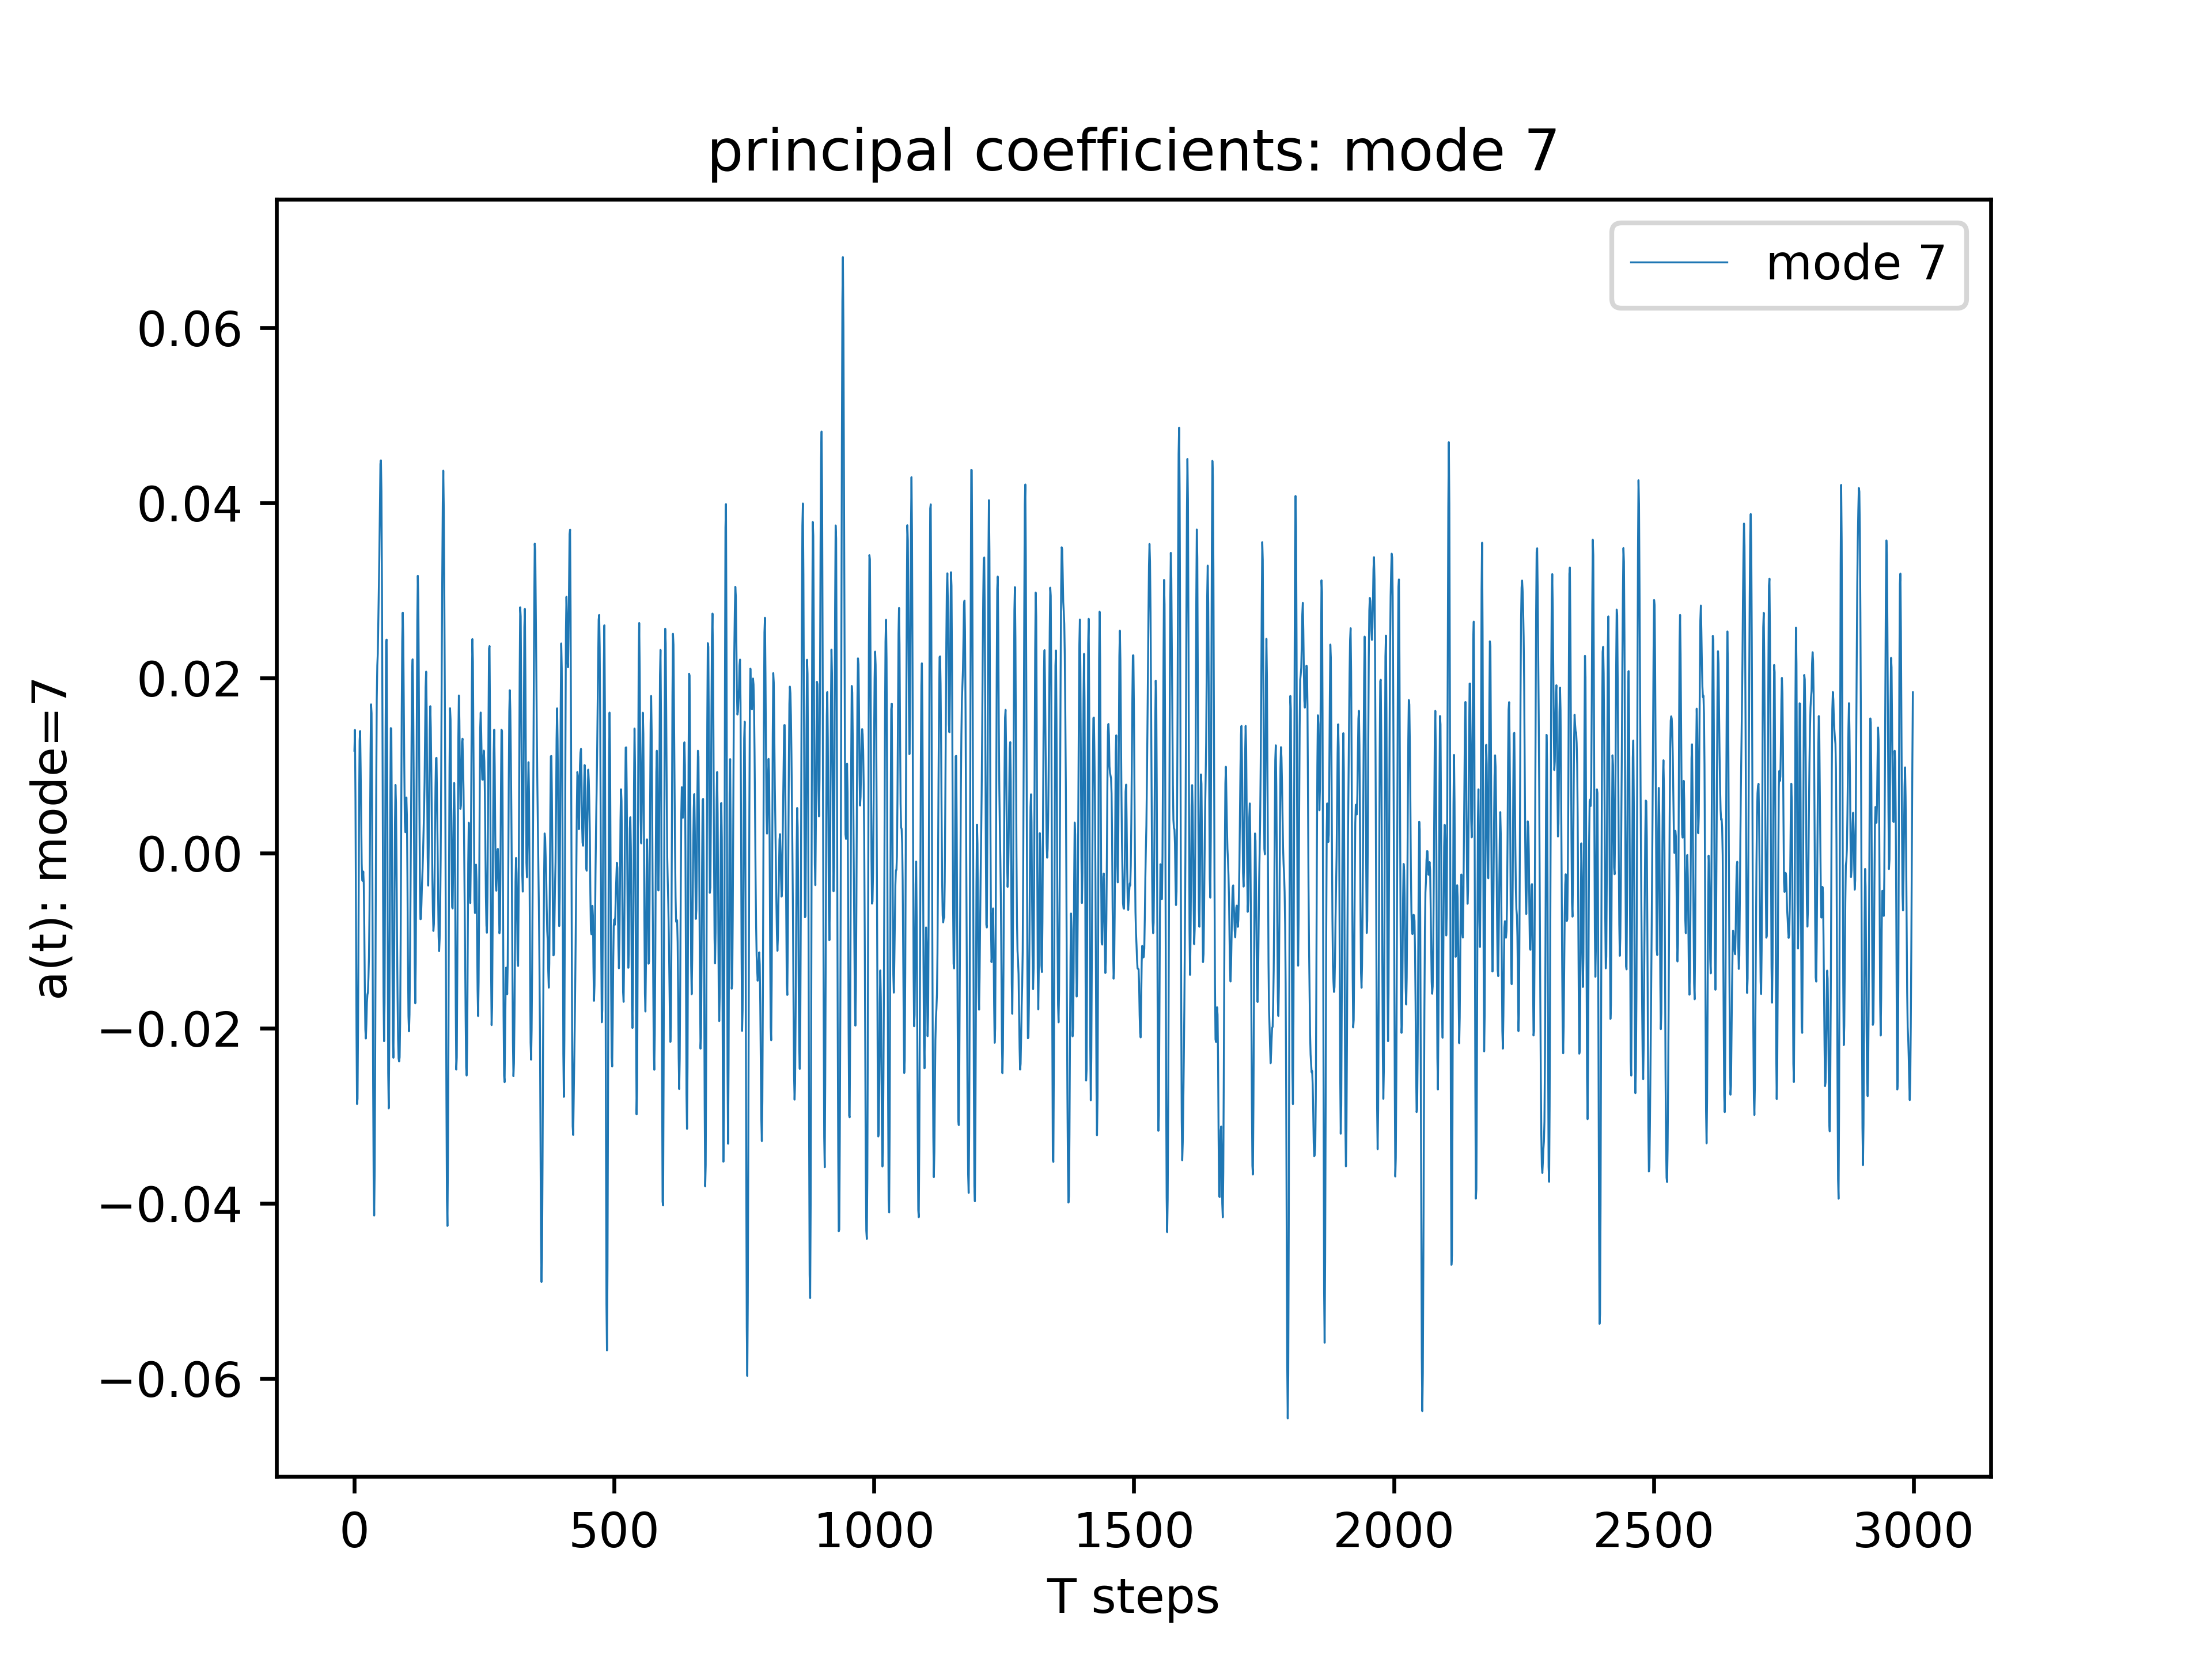 principal coefficients: mode 7
mode 7
0.06
0.04
0.02
0.00
−0.02
−0.04
−0.06
a(t): mode=7
0 500 1000 1500 2000 2500 3000
T steps